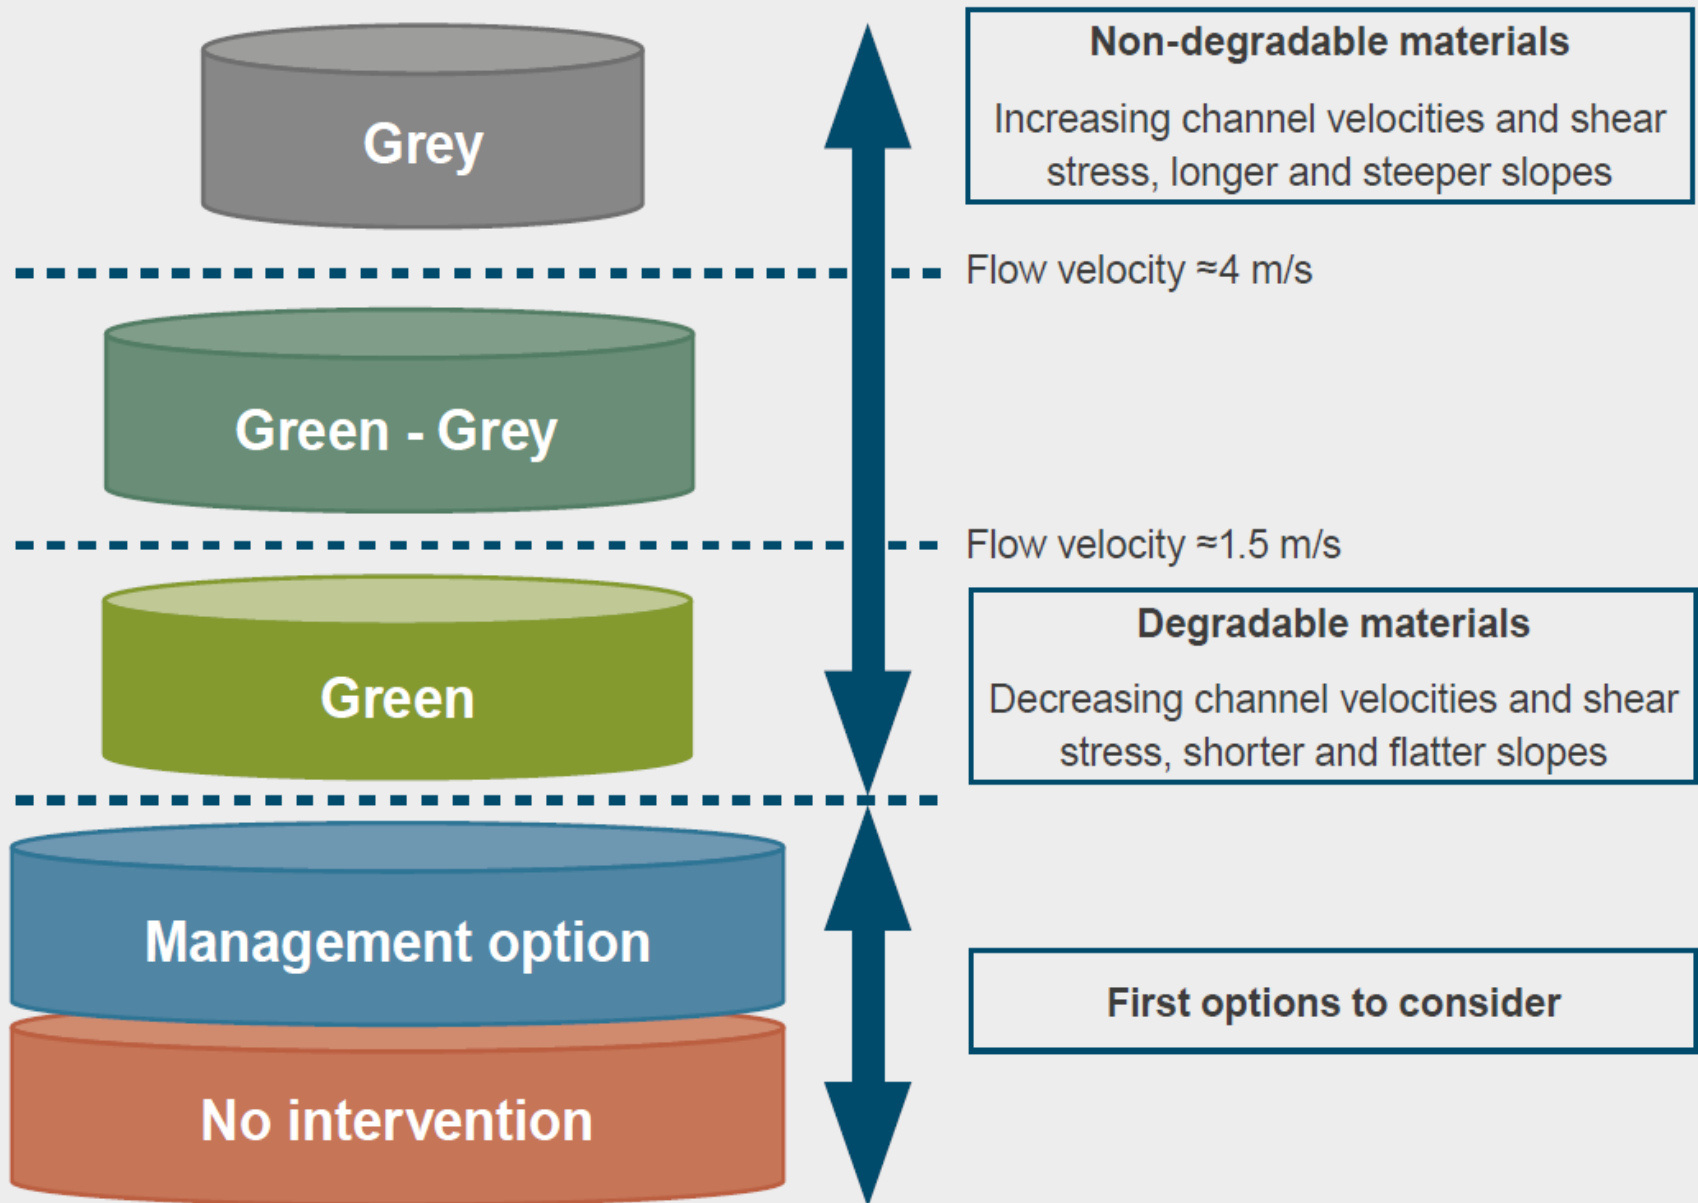 Non-degradable materials
Increasing channel velocities and shear
stress, longer and steeper slopes
Grey
Flow velocity ≈4 m/s
Green - Grey
Flow velocity ≈1.5 m/s
Degradable materials
Decreasing channel velocities and shear
stress, shorter and flatter slopes
Green
Management option
First options to consider
No intervention